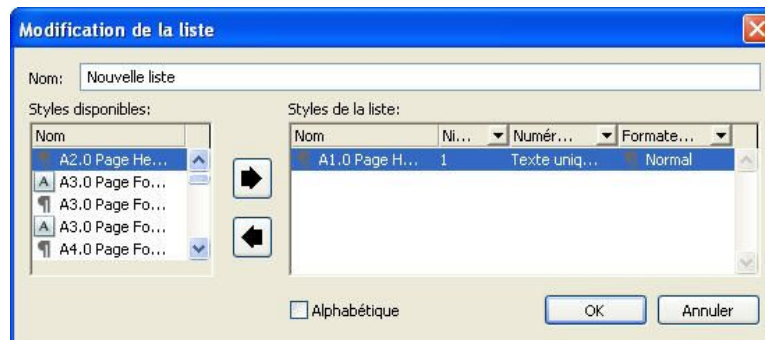 Modification de la liste
Nom: Nouvelle liste
Styles disponibles:
Nom
A2.0 Page He...
A A3.0 Page Fo...
¶ A3.0 Page Fo...
A A3.0 Page Fo...
¶ A4.0 Page Fo...
Styles de la liste:
Nom Ni... Numér... Formate...
¶ A1.0 Page H... 1 Texte uniq... ¶ Normal
Alphabétique
OK Annuler